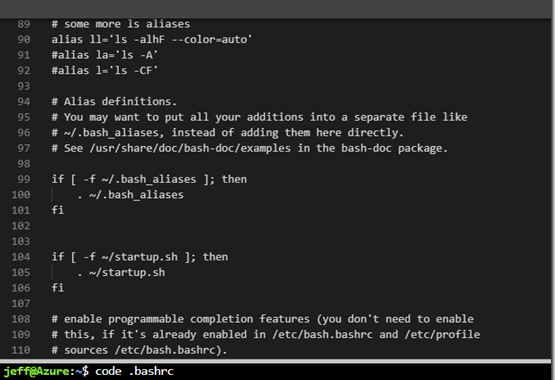 89 # some more ls aliases
90 alias ll='ls -alhF --color=auto'
91 #alias la='ls -A'
92 #alias l='ls -CF'
93
94 # Alias definitions.
95 # You may want to put all your additions into a separate file like
96 # ~/.bash_aliases, instead of adding them here directly.
97 # See /usr/share/doc/bash-doc/examples in the bash-doc package.
98
99 if [ -f ~/.bash_aliases ]; then
100     . ~/.bash_aliases
101 fi
102
103
104 if [ -f ~/startup.sh ]; then
105     . ~/startup.sh
106 fi
107
108 # enable programmable completion features (you don't need to enable
109 # this, if it's already enabled in /etc/bash.bashrc and /etc/profile
110 # sources /etc/bash.bashrc).
jeff@Azure:~$ code .bashrc